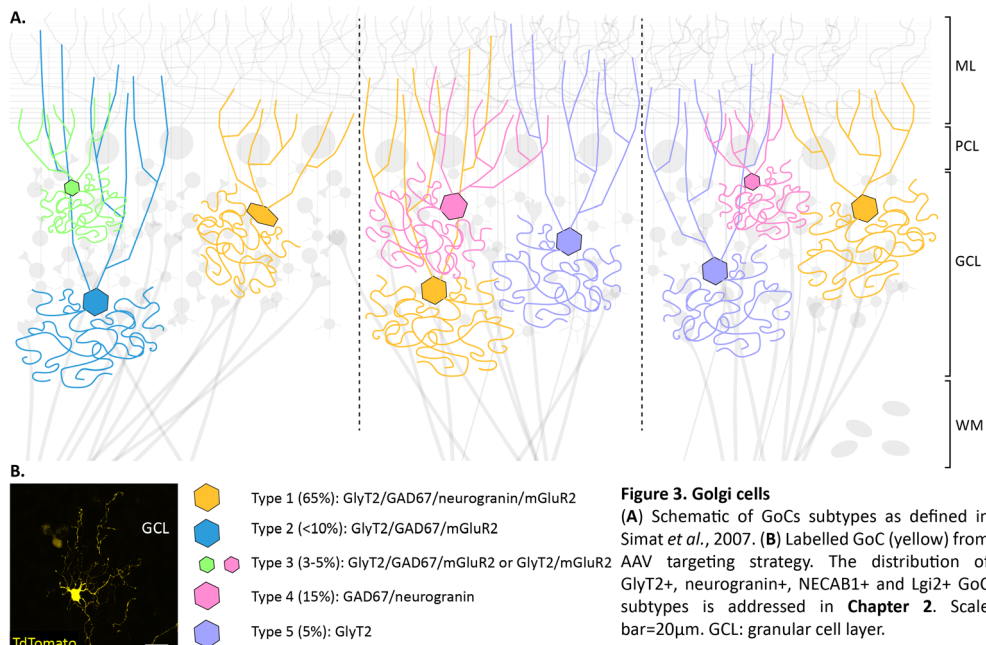 A.
ML
PCL
GCL
WM
B.
GCL
TdTomato
Type 1 (65%): GlyT2/GAD67/neurogranin/mGluR2
Type 2 (<10%): GlyT2/GAD67/mGluR2
Type 3 (3-5%): GlyT2/GAD67/mGluR2 or GlyT2/mGluR2
Type 4 (15%): GAD67/neurogranin
Type 5 (5%): GlyT2
Figure 3. Golgi cells
(A) Schematic of GoCs subtypes as defined in
Simat et al., 2007. (B) Labelled GoC (yellow) from
AAV targeting strategy. The distribution of
GlyT2+, neurogranin+, NECAB1+ and Lgi2+ GoC
subtypes is addressed in Chapter 2. Scale
bar=20μm. GCL: granular cell layer.